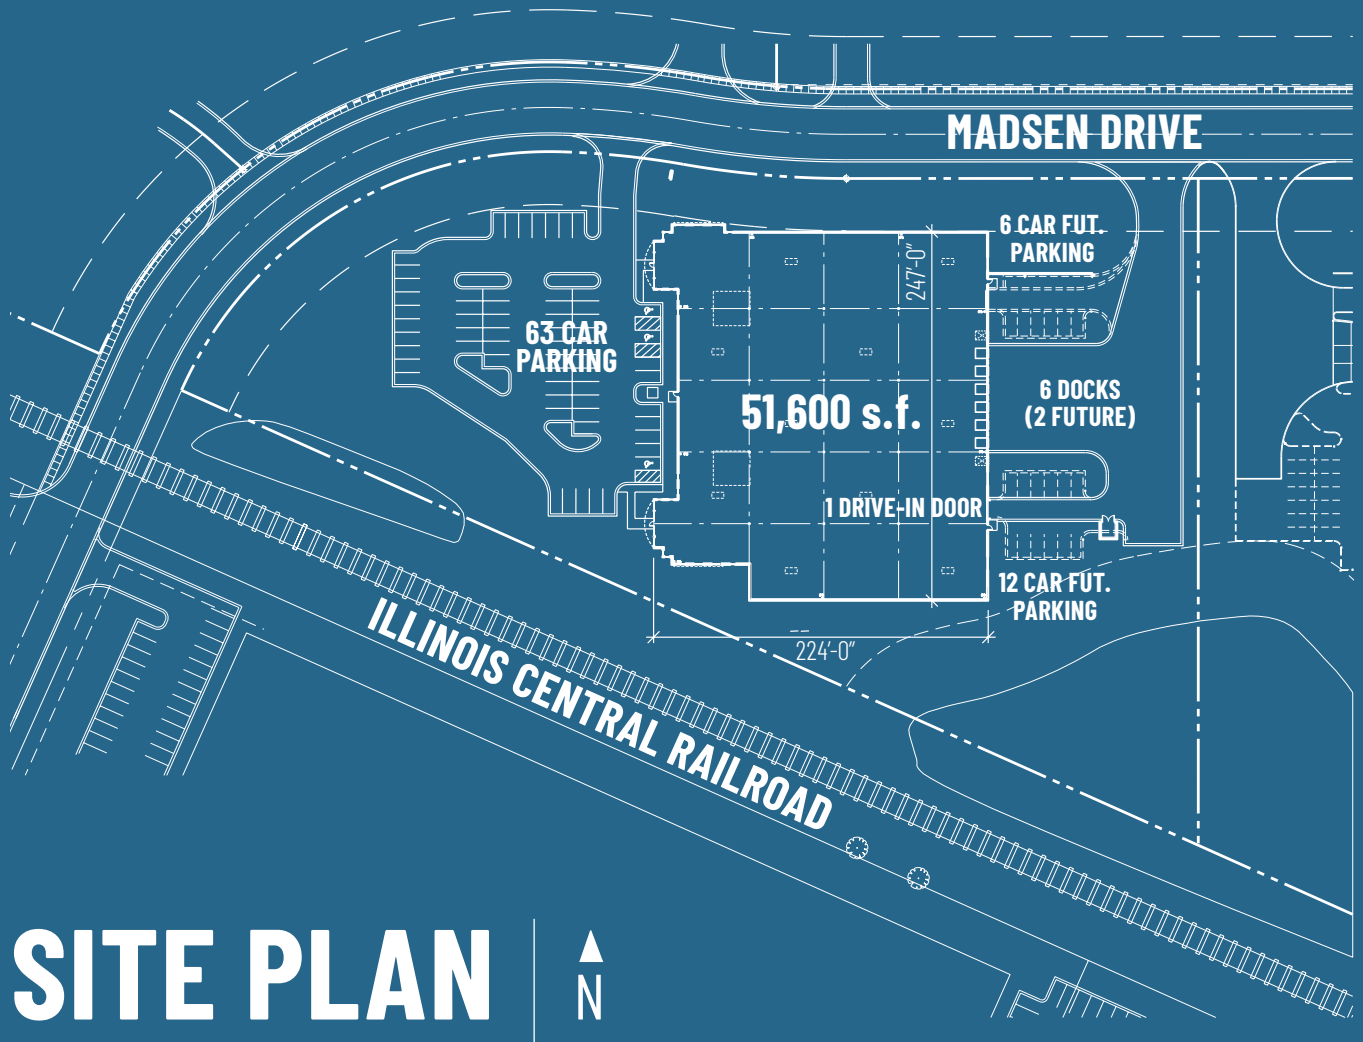 MADSEN DRIVE
6 CAR FUT.
PARKING
247'-0"
63 CAR
PARKING
51,600 s.f.
6 DOCKS
(2 FUTURE)
1 DRIVE-IN DOOR
12 CAR FUT.
PARKING
224'-0"
ILLINOIS CENTRAL RAILROAD
SITE PLAN
N